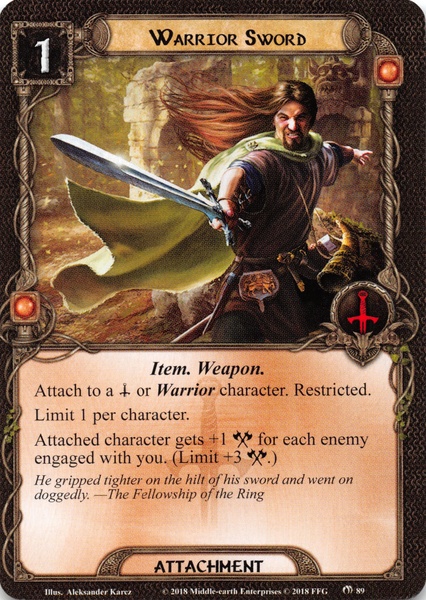 1
WARRIOR SWORD
Item. Weapon.
Attach to a or Warrior character. Restricted.
Limit 1 per character.
Attached character gets +1 for each enemy
engaged with you. (Limit +3 .)
He gripped tighter on the hilt of his sword and went on
doggedly. —The Fellowship of the Ring
ATTACHMENT
Illus. Aleksander Karcz © 2018 Middle-earth Enterprises © 2018 FFG 89